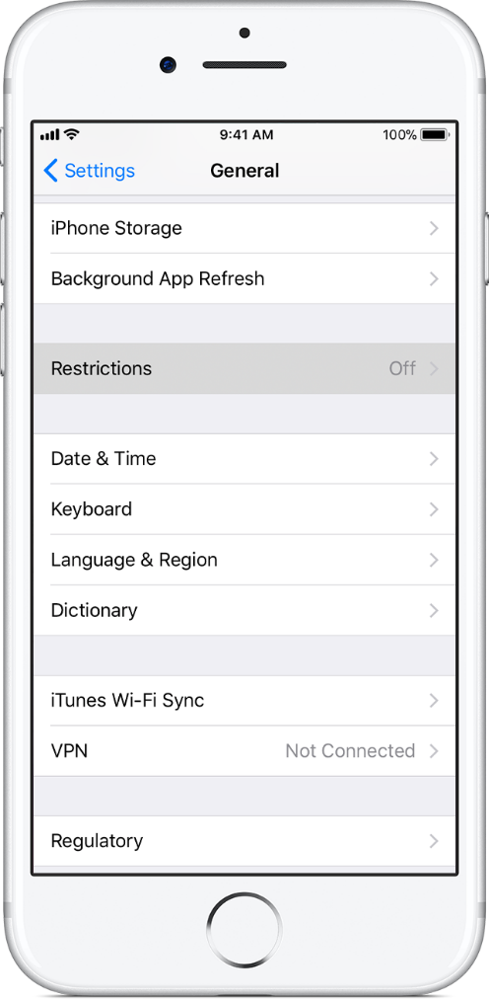 9:41 AM 100%
Settings General
iPhone Storage
Background App Refresh
Restrictions Off
Date & Time
Keyboard
Language & Region
Dictionary
iTunes Wi-Fi Sync
VPN Not Connected
Regulatory